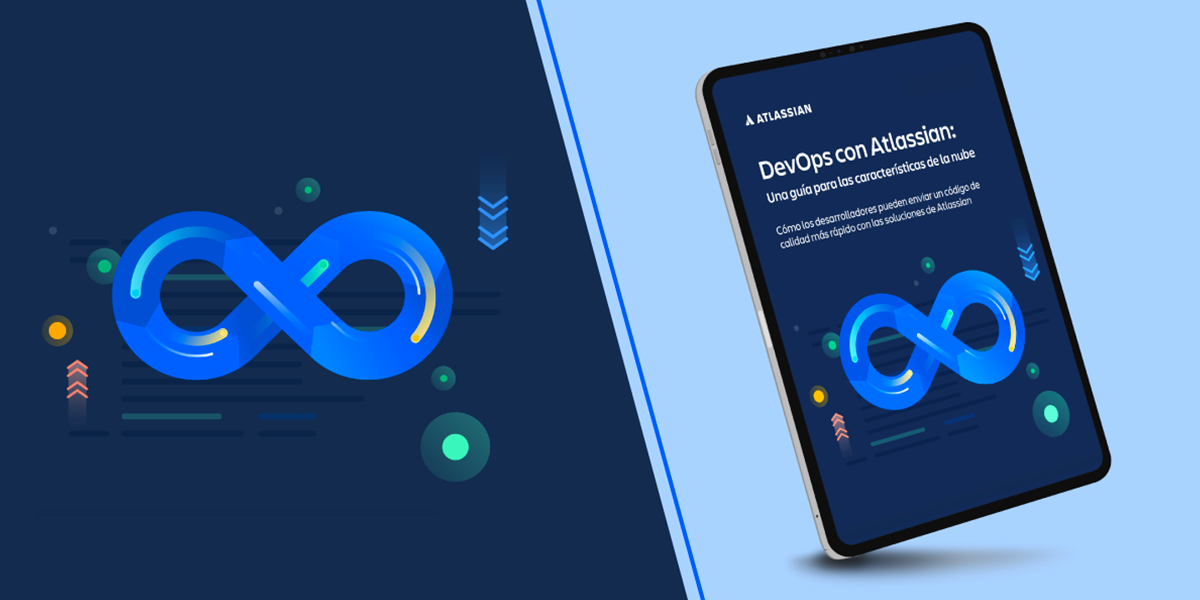 ATLASSIAN
DevOps con Atlassian:
Una guía para las características de la nube
Cómo los desarrolladores pueden enviar un código de
calidad más rápido con las soluciones de Atlassian